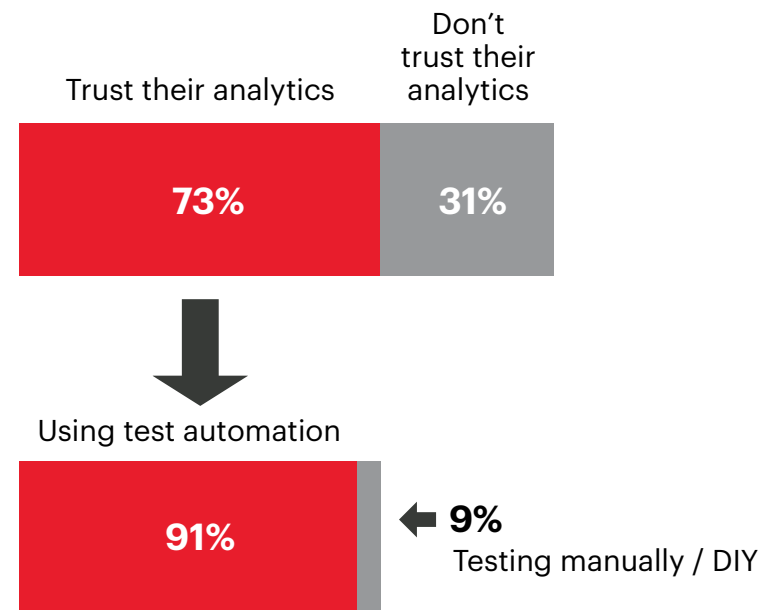 Trust their analytics
Don’t
trust their
analytics
73%
31%
Using test automation
91%
9%
Testing manually / DIY